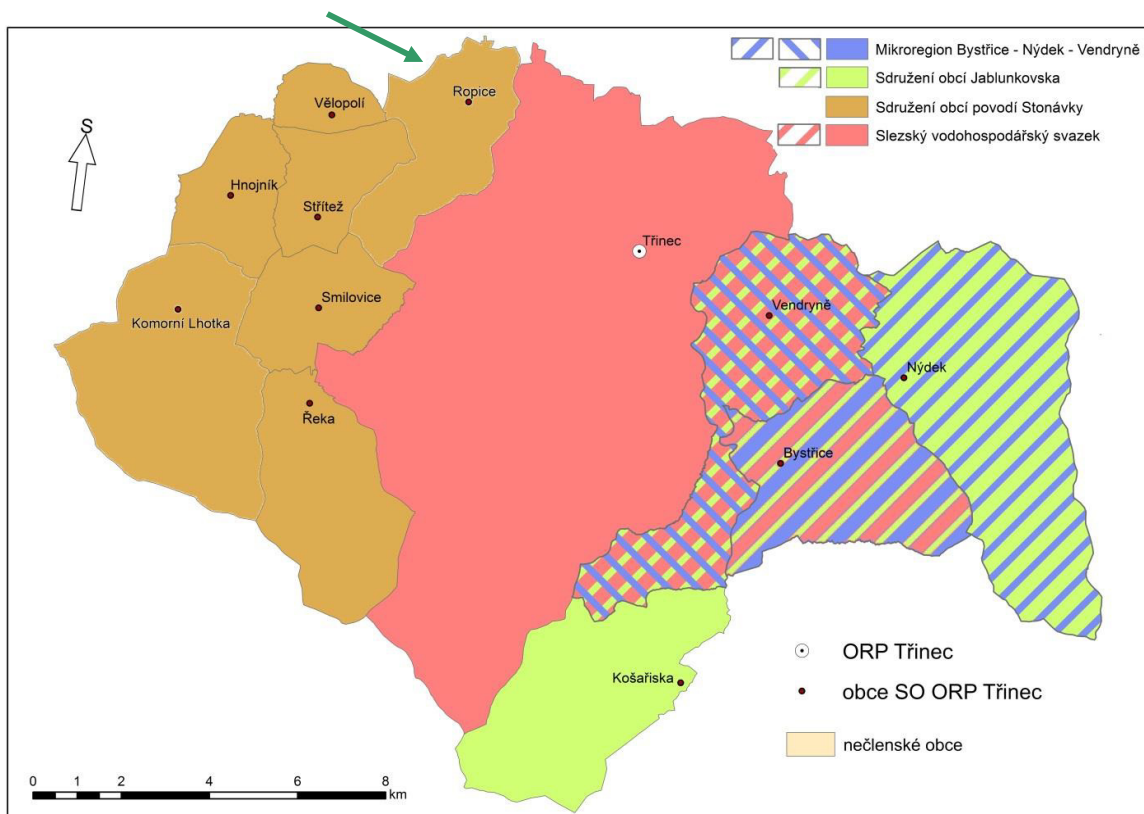 Mikroregion Bystřice - Nýdek - Vendryně
Sdružení obcí Jablunkovska
Sdružení obcí povodí Stonávky
Slezský vodohospodářský svazek
S
Ropice
Vělopolí
Hnojník
Střítež
Třinec
Smilovice
Komorní Lhotka
Vendryně
Nýdek
Řeka
Bystřice
Košařiska
ORP Třinec
obce SO ORP Třinec
nečlenské obce
0 1 2 4 6 8
km